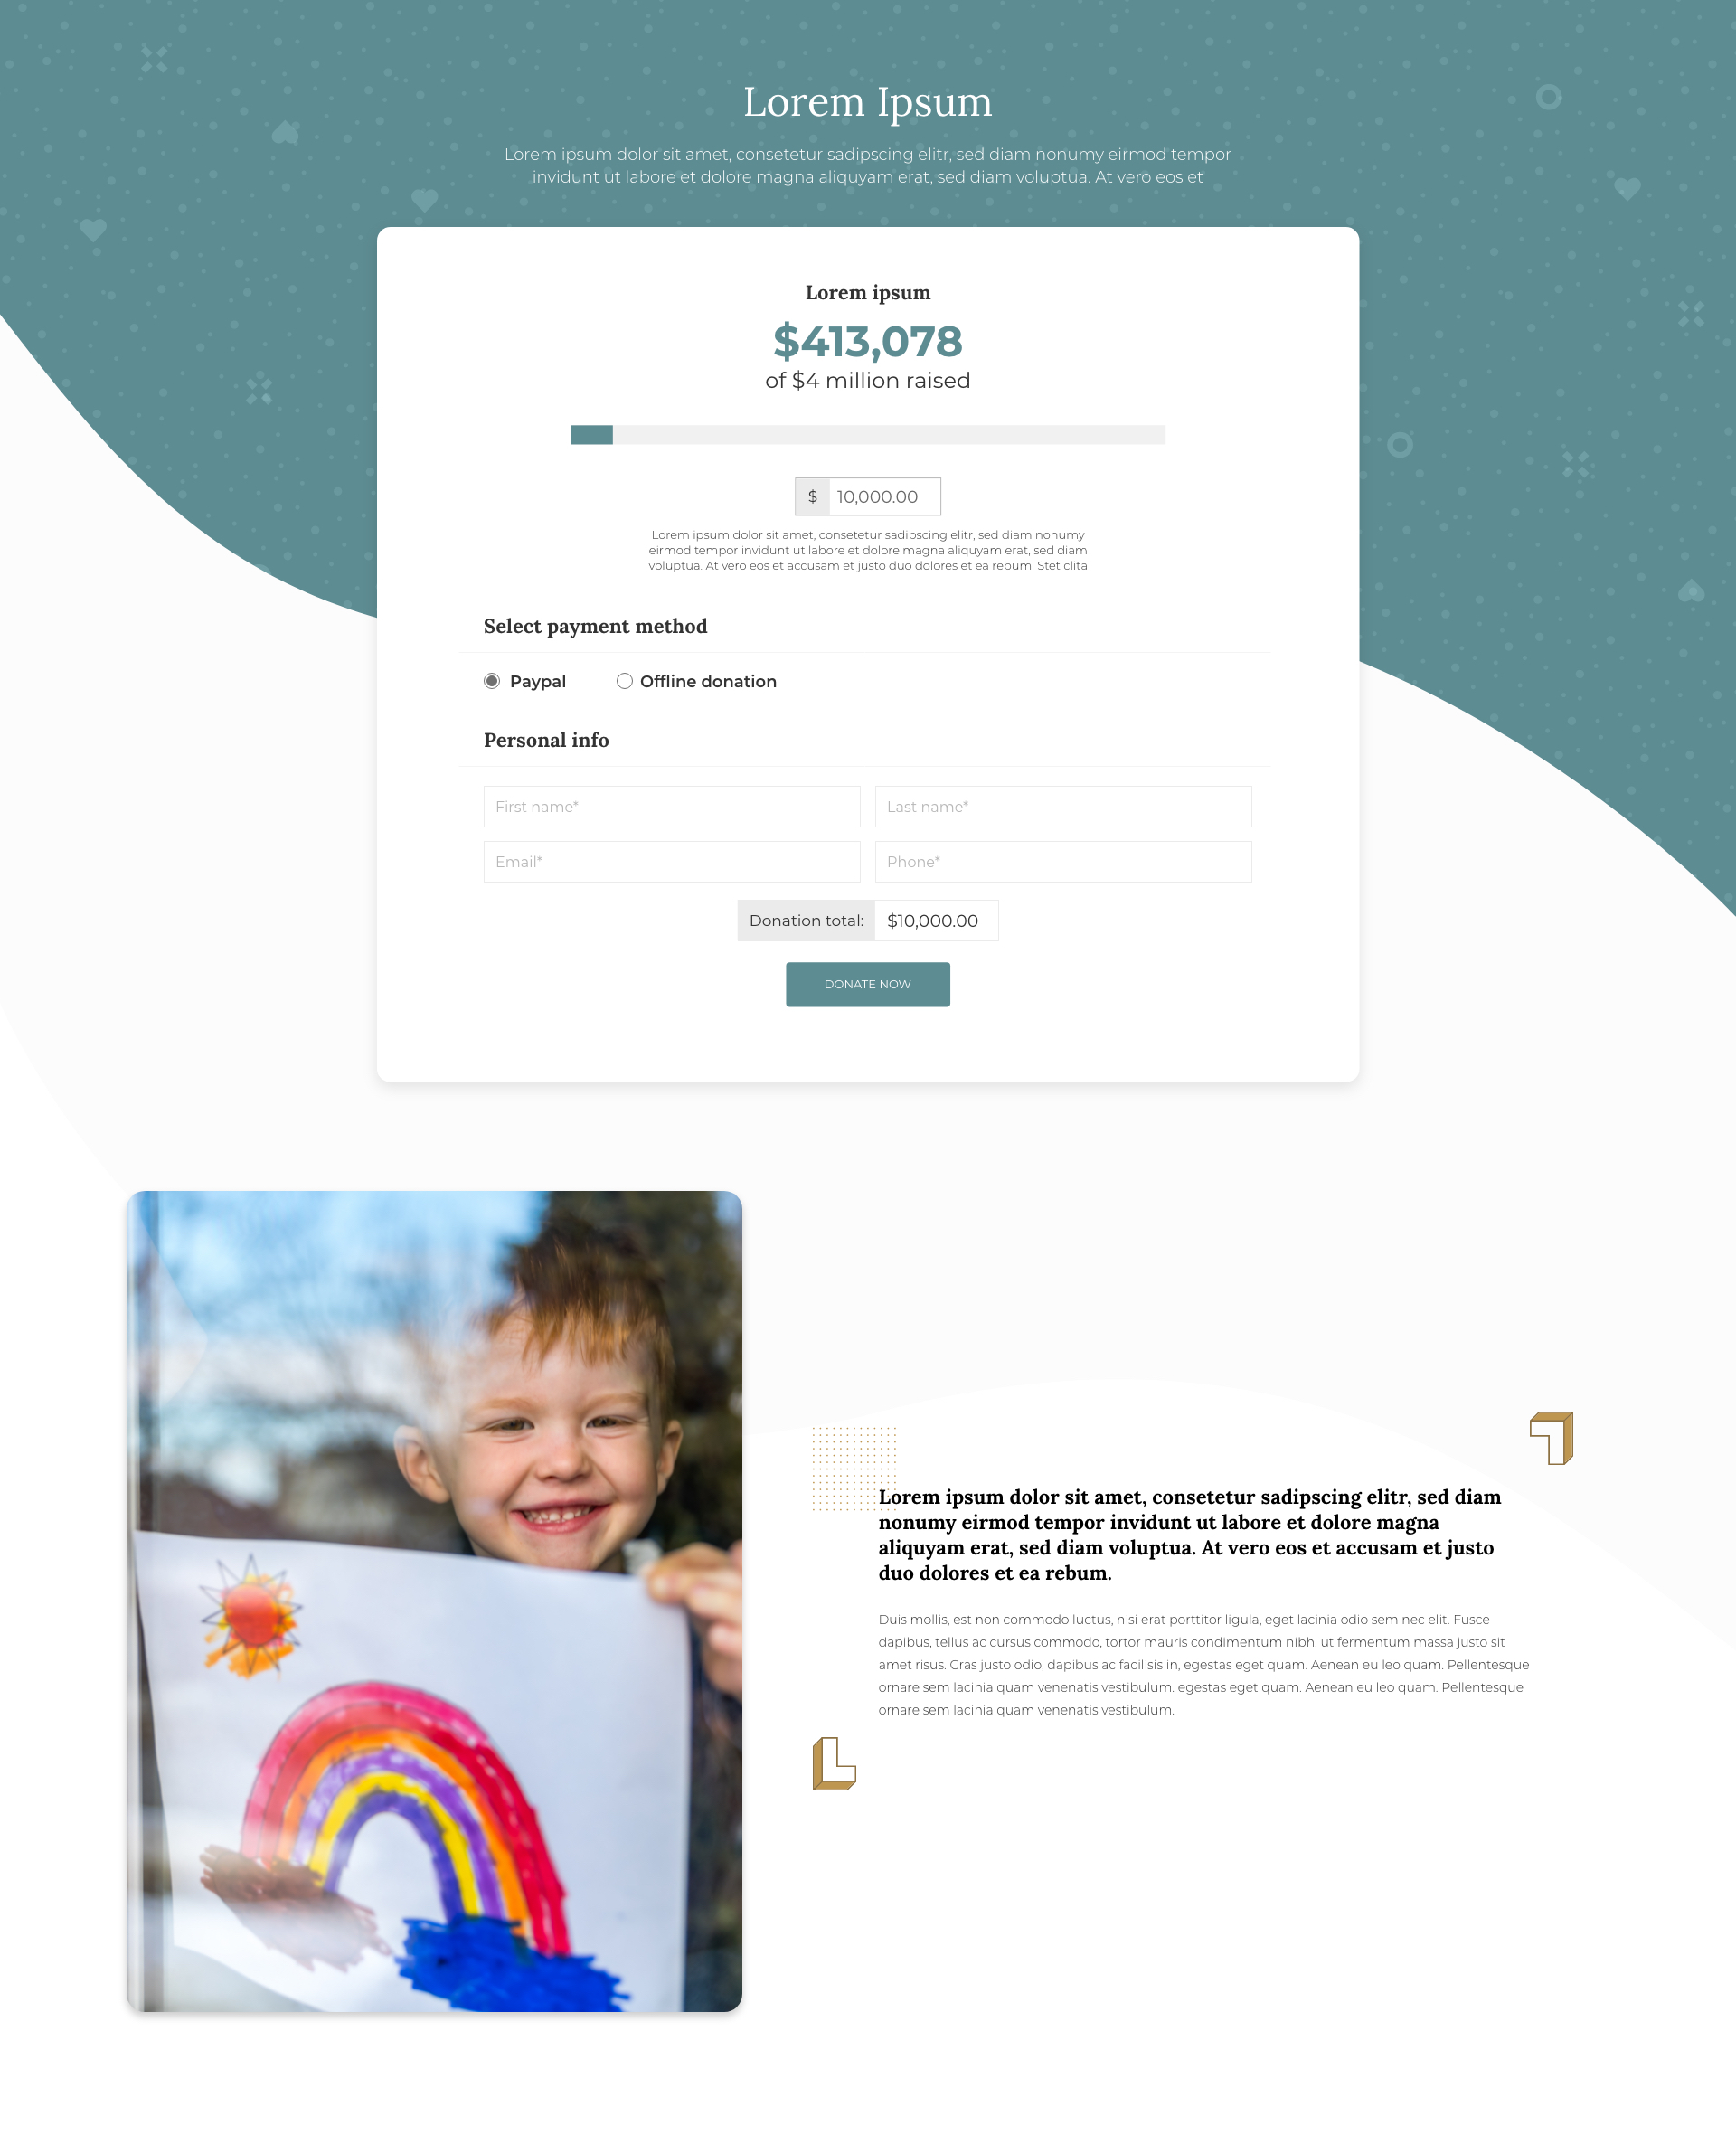 Lorem Ipsum
Lorem ipsum dolor sit amet, consetetur sadipscing elitr, sed diam nonumy eirmod tempor
invidunt ut labore et dolore magna aliquyam erat, sed diam voluptua. At vero eos et
Lorem ipsum
$413,078
of $4 million raised
$ 10,000.00
Lorem ipsum dolor sit amet, consetetur sadipscing elitr, sed diam nonumy
eirmod tempor invidunt ut labore et dolore magna aliquyam erat, sed diam
voluptua. At vero eos et accusam et justo duo dolores et ea rebum. Stet clita
Select payment method
Paypal Offline donation
Personal info
First name* Last name*
Email* Phone*
Donation total: $10,000.00
DONATE NOW
Lorem ipsum dolor sit amet, consetetur sadipscing elitr, sed diam
nonumy eirmod tempor invidunt ut labore et dolore magna
aliquyam erat, sed diam voluptua. At vero eos et accusam et justo
duo dolores et ea rebum.
Duis mollis, est non commodo luctus, nisi erat porttitor ligula, eget lacinia odio sem nec elit. Fusce
dapibus, tellus ac cursus commodo, tortor mauris condimentum nibh, ut fermentum massa justo sit
amet risus. Cras justo odio, dapibus ac facilisis in, egestas eget quam. Aenean eu leo quam. Pellentesque
ornare sem lacinia quam venenatis vestibulum. egestas eget quam. Aenean eu leo quam. Pellentesque
ornare sem lacinia quam venenatis vestibulum.